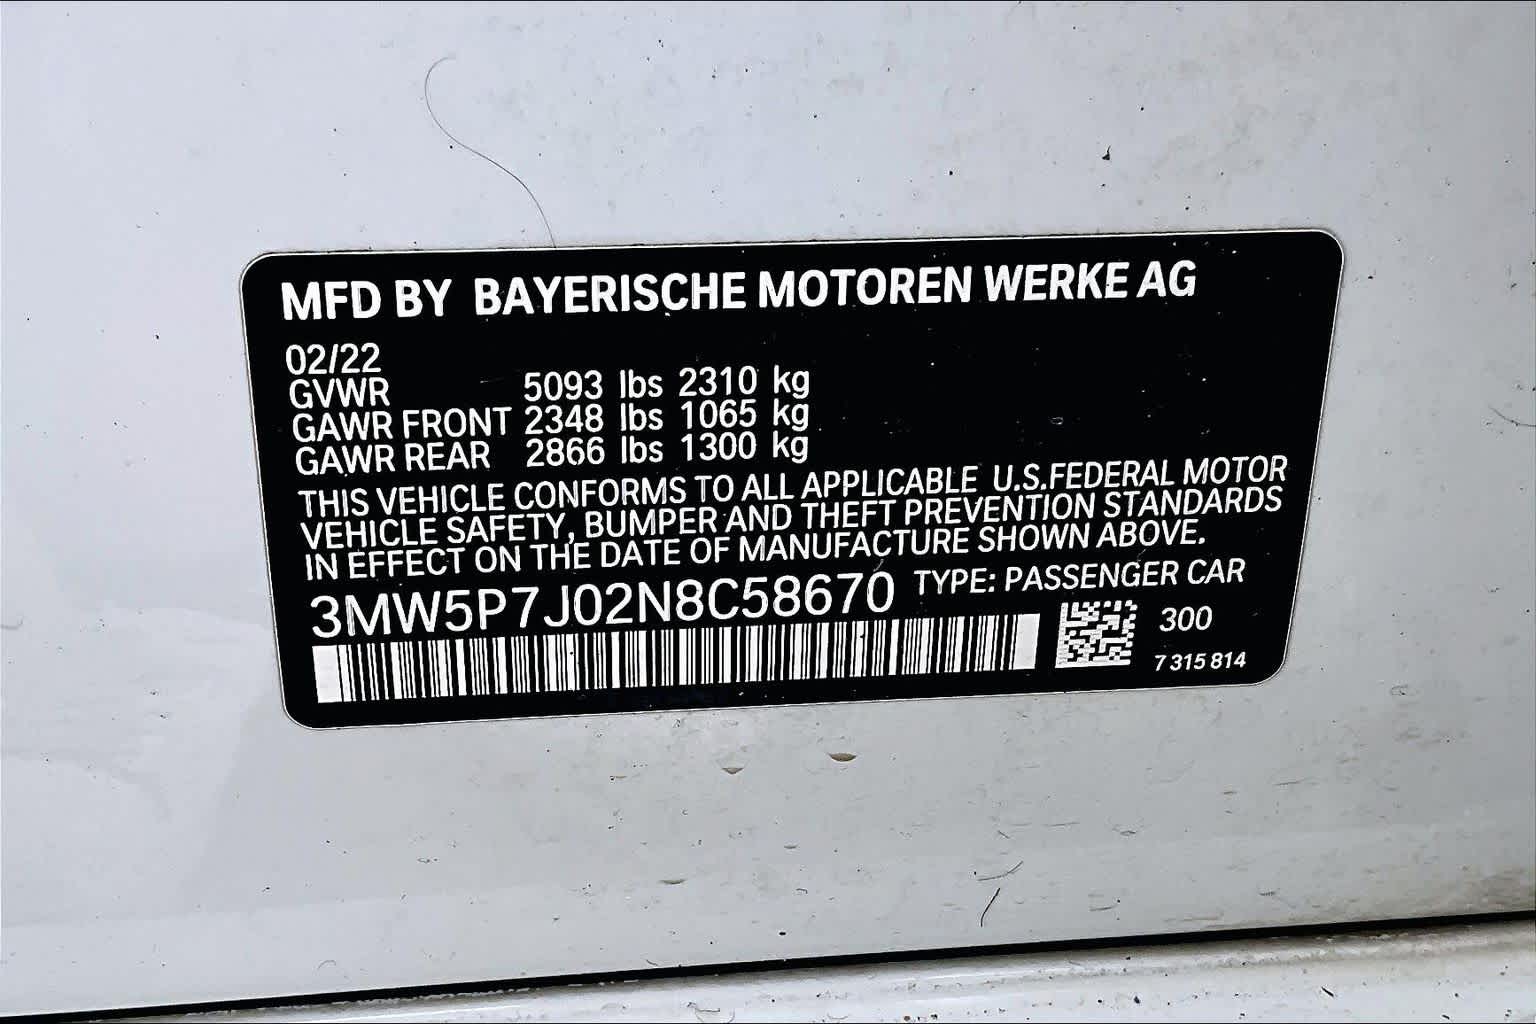 MFD BY BAYERISCHE MOTOREN WERKE AG
02/22
GVWR 5093 lbs 2310 kg
GAWR FRONT 2348 lbs 1065 kg
GAWR REAR 2866 lbs 1300 kg
THIS VEHICLE CONFORMS TO ALL APPLICABLE U.S.FEDERAL MOTOR
VEHICLE SAFETY, BUMPER AND THEFT PREVENTION STANDARDS
IN EFFECT ON THE DATE OF MANUFACTURE SHOWN ABOVE.
3MW5P7J02N8C58670 TYPE: PASSENGER CAR
300
7 315 814